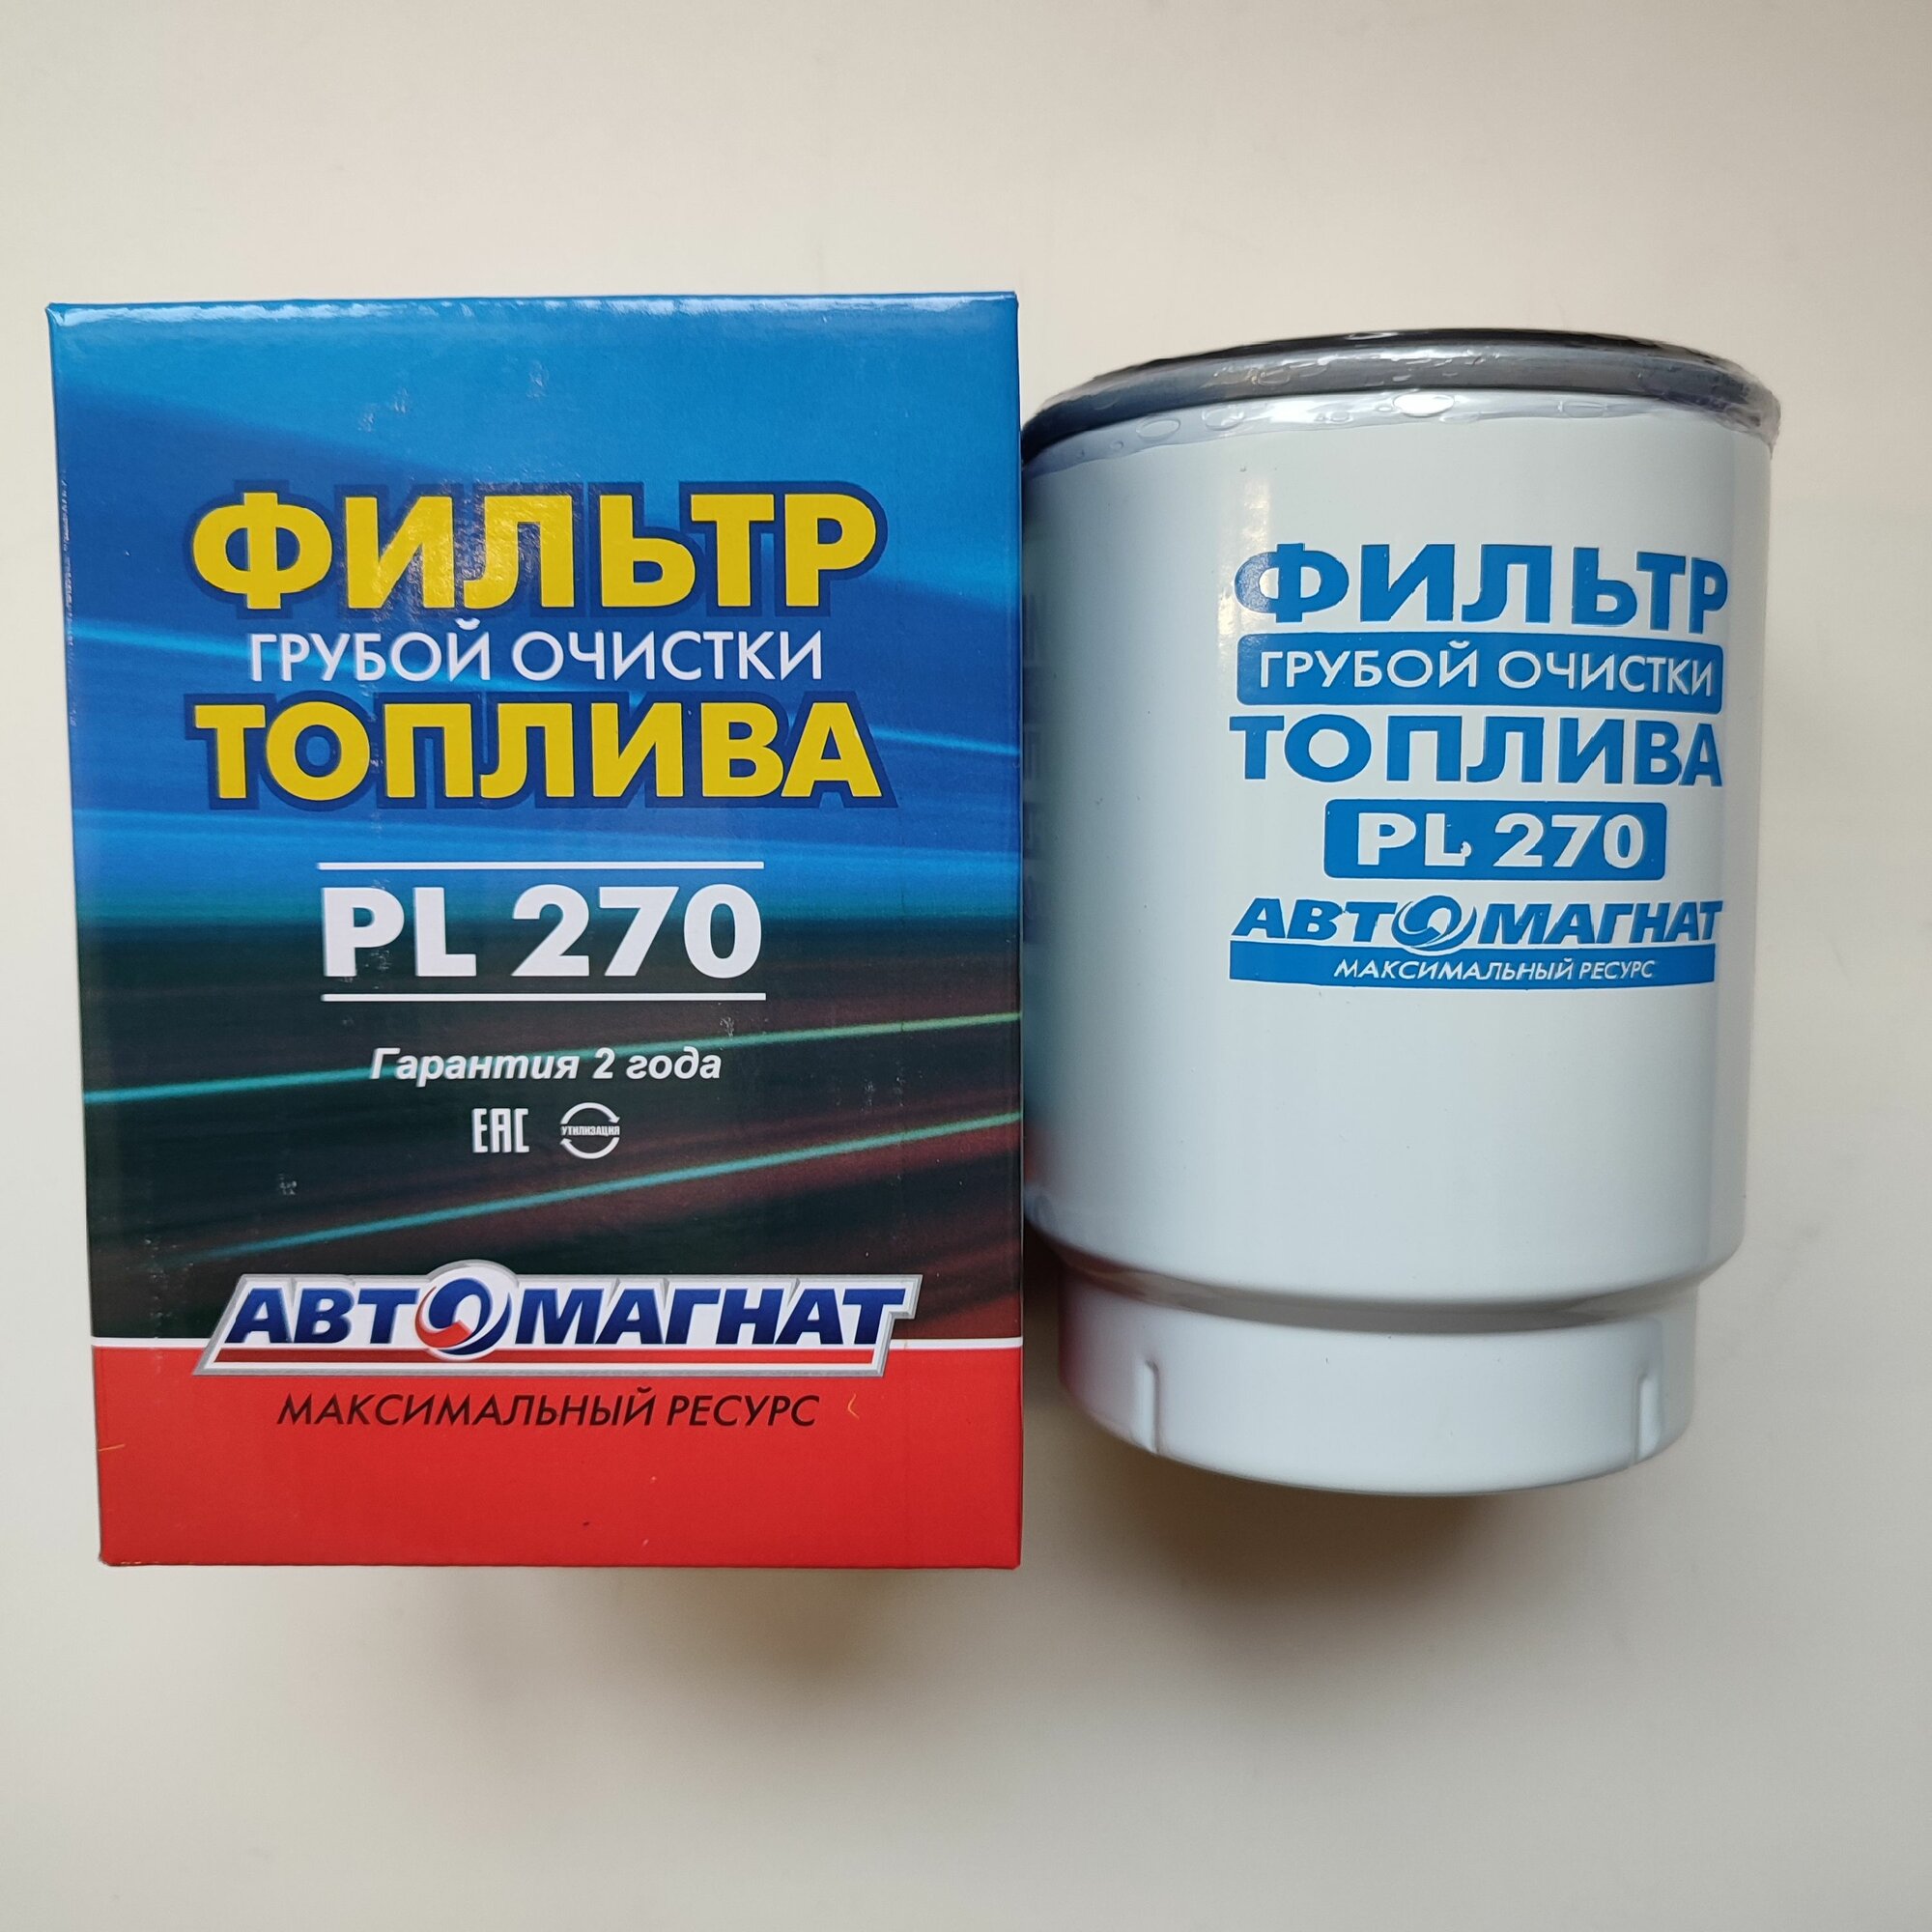 ФИЛЬТР
ГРУБОЙ ОЧИСТКИ
ТОПЛИВА
PL 270
Гарантия 2 года
EAC
УТИЛИЗАЦИЯ
АВТОМАГНАТ
МАКСИМАЛЬНЫЙ РЕСУРС
ФИЛЬТР
ГРУБОЙ ОЧИСТКИ
ТОПЛИВА
PL 270
АВТОМАГНАТ
МАКСИМАЛЬНЫЙ РЕСУРС